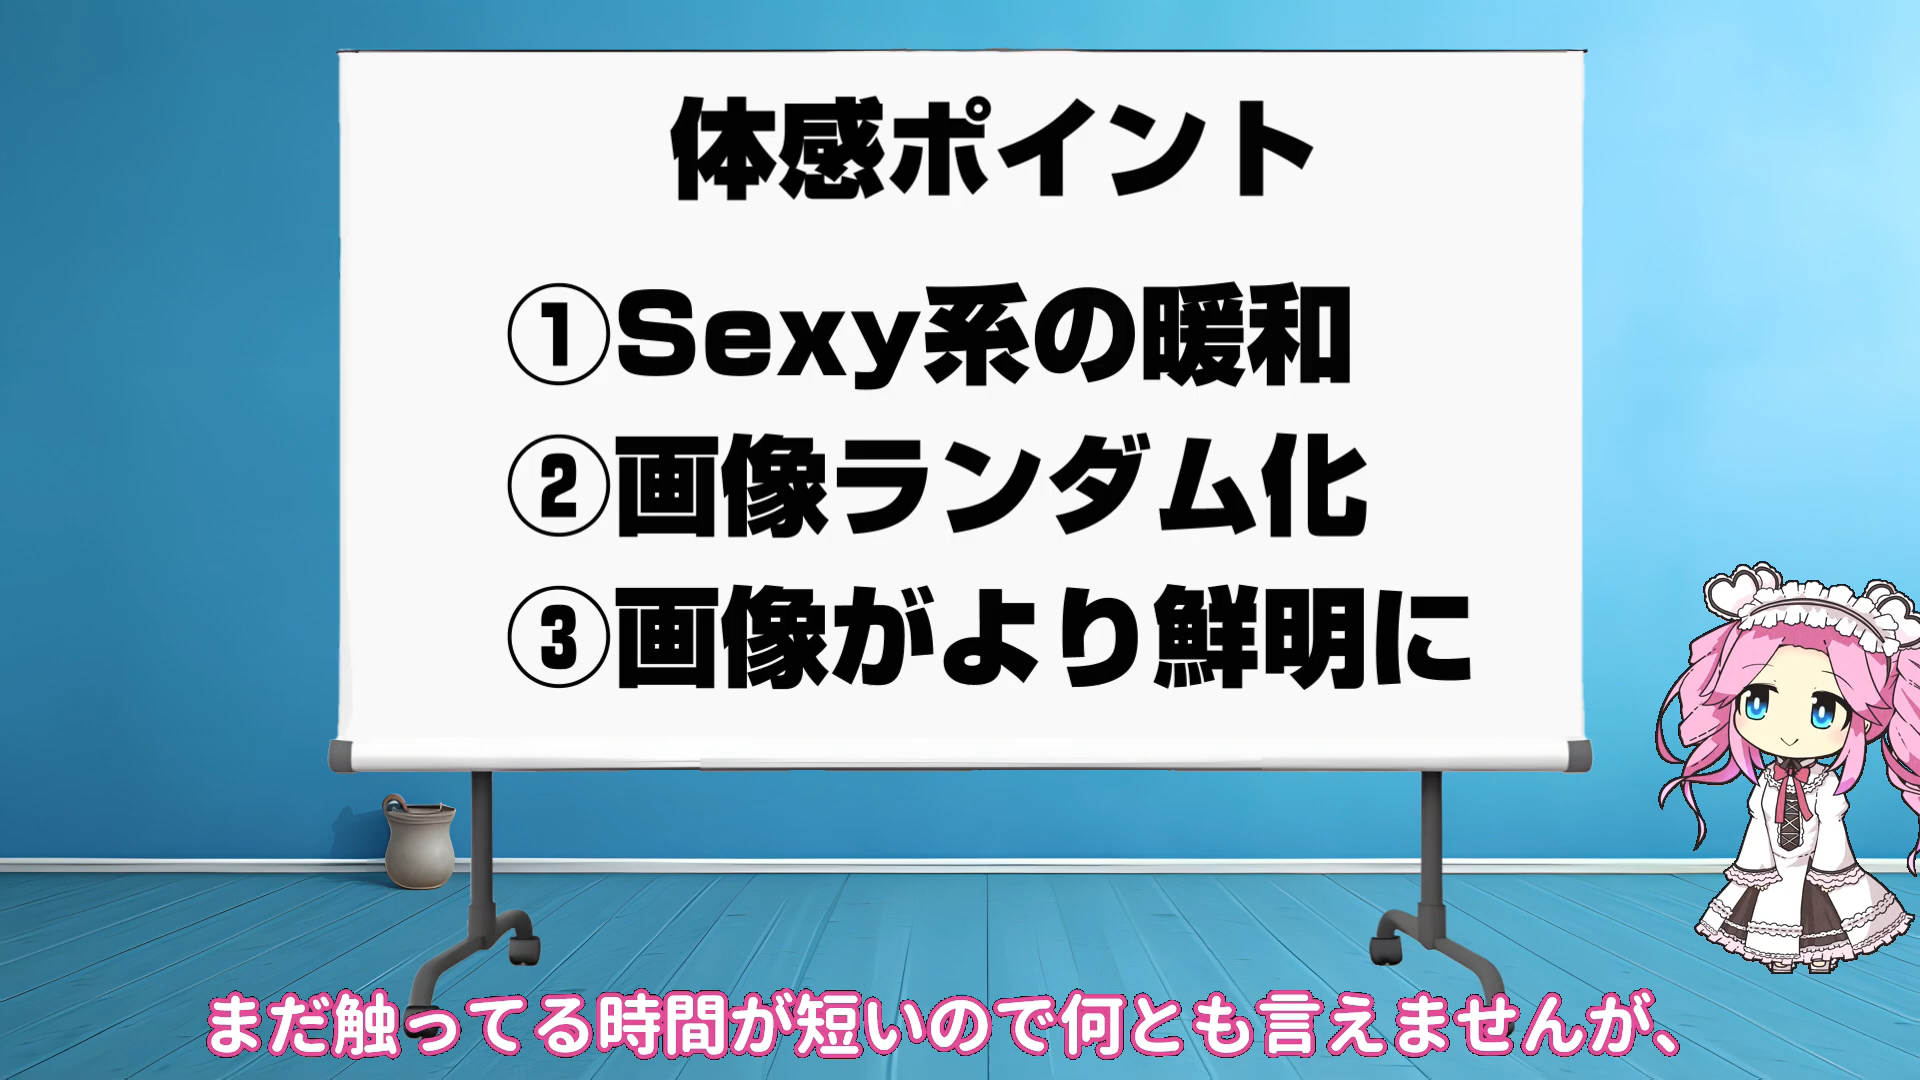 体感ポイント
①Sexy系の暖和
②画像ランダム化
③画像がより鮮明に
まだ触ってる時間が短いので何とも言えませんが、